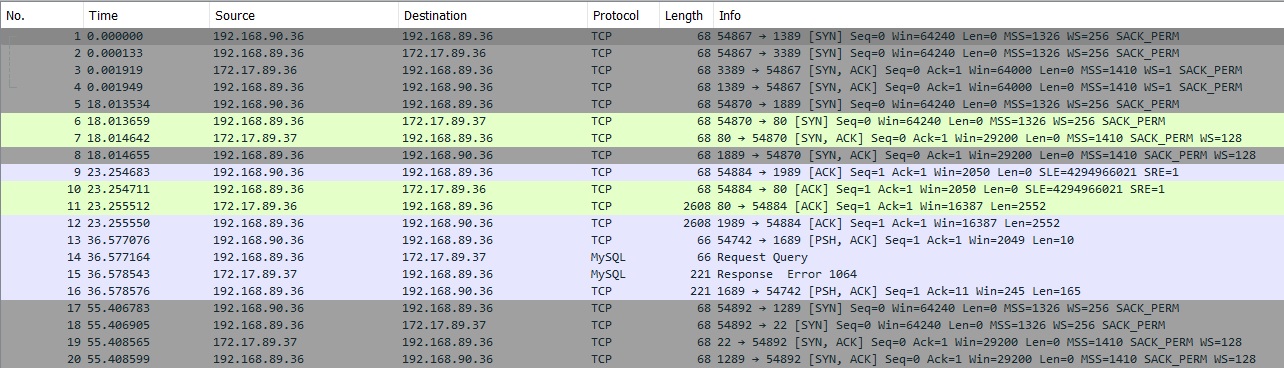 No. Time Source Destination Protocol Length Info
1 0.000000 192.168.90.36 192.168.89.36 TCP 68 54867 → 1389 [SYN] Seq=0 Win=64240 Len=0 MSS=1326 WS=256 SACK_PERM
2 0.000133 192.168.90.36 172.17.89.36 TCP 68 54867 → 3389 [SYN] Seq=0 Win=64240 Len=0 MSS=1326 WS=256 SACK_PERM
3 0.001919 172.17.89.36 192.168.90.36 TCP 68 3389 → 54867 [SYN, ACK] Seq=0 Ack=1 Win=64000 Len=0 MSS=1410 WS=1 SACK_PERM
4 0.001949 192.168.89.36 192.168.90.36 TCP 68 1389 → 54867 [SYN, ACK] Seq=0 Ack=1 Win=64000 Len=0 MSS=1410 WS=1 SACK_PERM
5 18.013534 192.168.90.36 192.168.89.36 TCP 68 54870 → 1889 [SYN] Seq=0 Win=64240 Len=0 MSS=1326 WS=256 SACK_PERM
6 18.013659 192.168.89.36 172.17.89.37 TCP 68 54870 → 80 [SYN] Seq=0 Win=64240 Len=0 MSS=1326 WS=256 SACK_PERM
7 18.014642 172.17.89.37 192.168.89.36 TCP 68 80 → 54870 [SYN, ACK] Seq=0 Ack=1 Win=29200 Len=0 MSS=1410 SACK_PERM WS=128
8 18.014655 192.168.89.36 192.168.90.36 TCP 68 1889 → 54870 [SYN, ACK] Seq=0 Ack=1 Win=29200 Len=0 MSS=1410 SACK_PERM WS=128
9 23.254683 192.168.90.36 192.168.89.36 TCP 68 54884 → 1989 [ACK] Seq=1 Ack=1 Win=2050 Len=0 SLE=4294966021 SRE=1
10 23.254711 192.168.89.36 172.17.89.36 TCP 68 54884 → 80 [ACK] Seq=1 Ack=1 Win=2050 Len=0 SLE=4294966021 SRE=1
11 23.255512 172.17.89.36 192.168.89.36 TCP 2608 80 → 54884 [ACK] Seq=1 Ack=1 Win=16387 Len=2552
12 23.255550 192.168.89.36 192.168.90.36 TCP 2608 1989 → 54884 [ACK] Seq=1 Ack=1 Win=16387 Len=2552
13 36.577076 192.168.90.36 192.168.89.36 TCP 66 54742 → 1689 [PSH, ACK] Seq=1 Ack=1 Win=2049 Len=10
14 36.577164 192.168.89.36 172.17.89.37 MySQL 66 Request Query
15 36.578543 172.17.89.37 192.168.89.36 MySQL 221 Response Error 1064
16 36.578576 192.168.89.36 192.168.90.36 TCP 221 1689 → 54742 [PSH, ACK] Seq=1 Ack=11 Win=245 Len=165
17 55.406783 192.168.90.36 192.168.89.36 TCP 68 54892 → 1289 [SYN] Seq=0 Win=64240 Len=0 MSS=1326 WS=256 SACK_PERM
18 55.406905 192.168.90.36 172.17.89.37 TCP 68 54892 → 22 [SYN] Seq=0 Win=64240 Len=0 MSS=1326 WS=256 SACK_PERM
19 55.408565 172.17.89.37 192.168.90.36 TCP 68 22 → 54892 [SYN, ACK] Seq=0 Ack=1 Win=29200 Len=0 MSS=1410 SACK_PERM WS=128
20 55.408599 192.168.89.36 192.168.90.36 TCP 68 1289 → 54892 [SYN, ACK] Seq=0 Ack=1 Win=29200 Len=0 MSS=1410 SACK_PERM WS=128